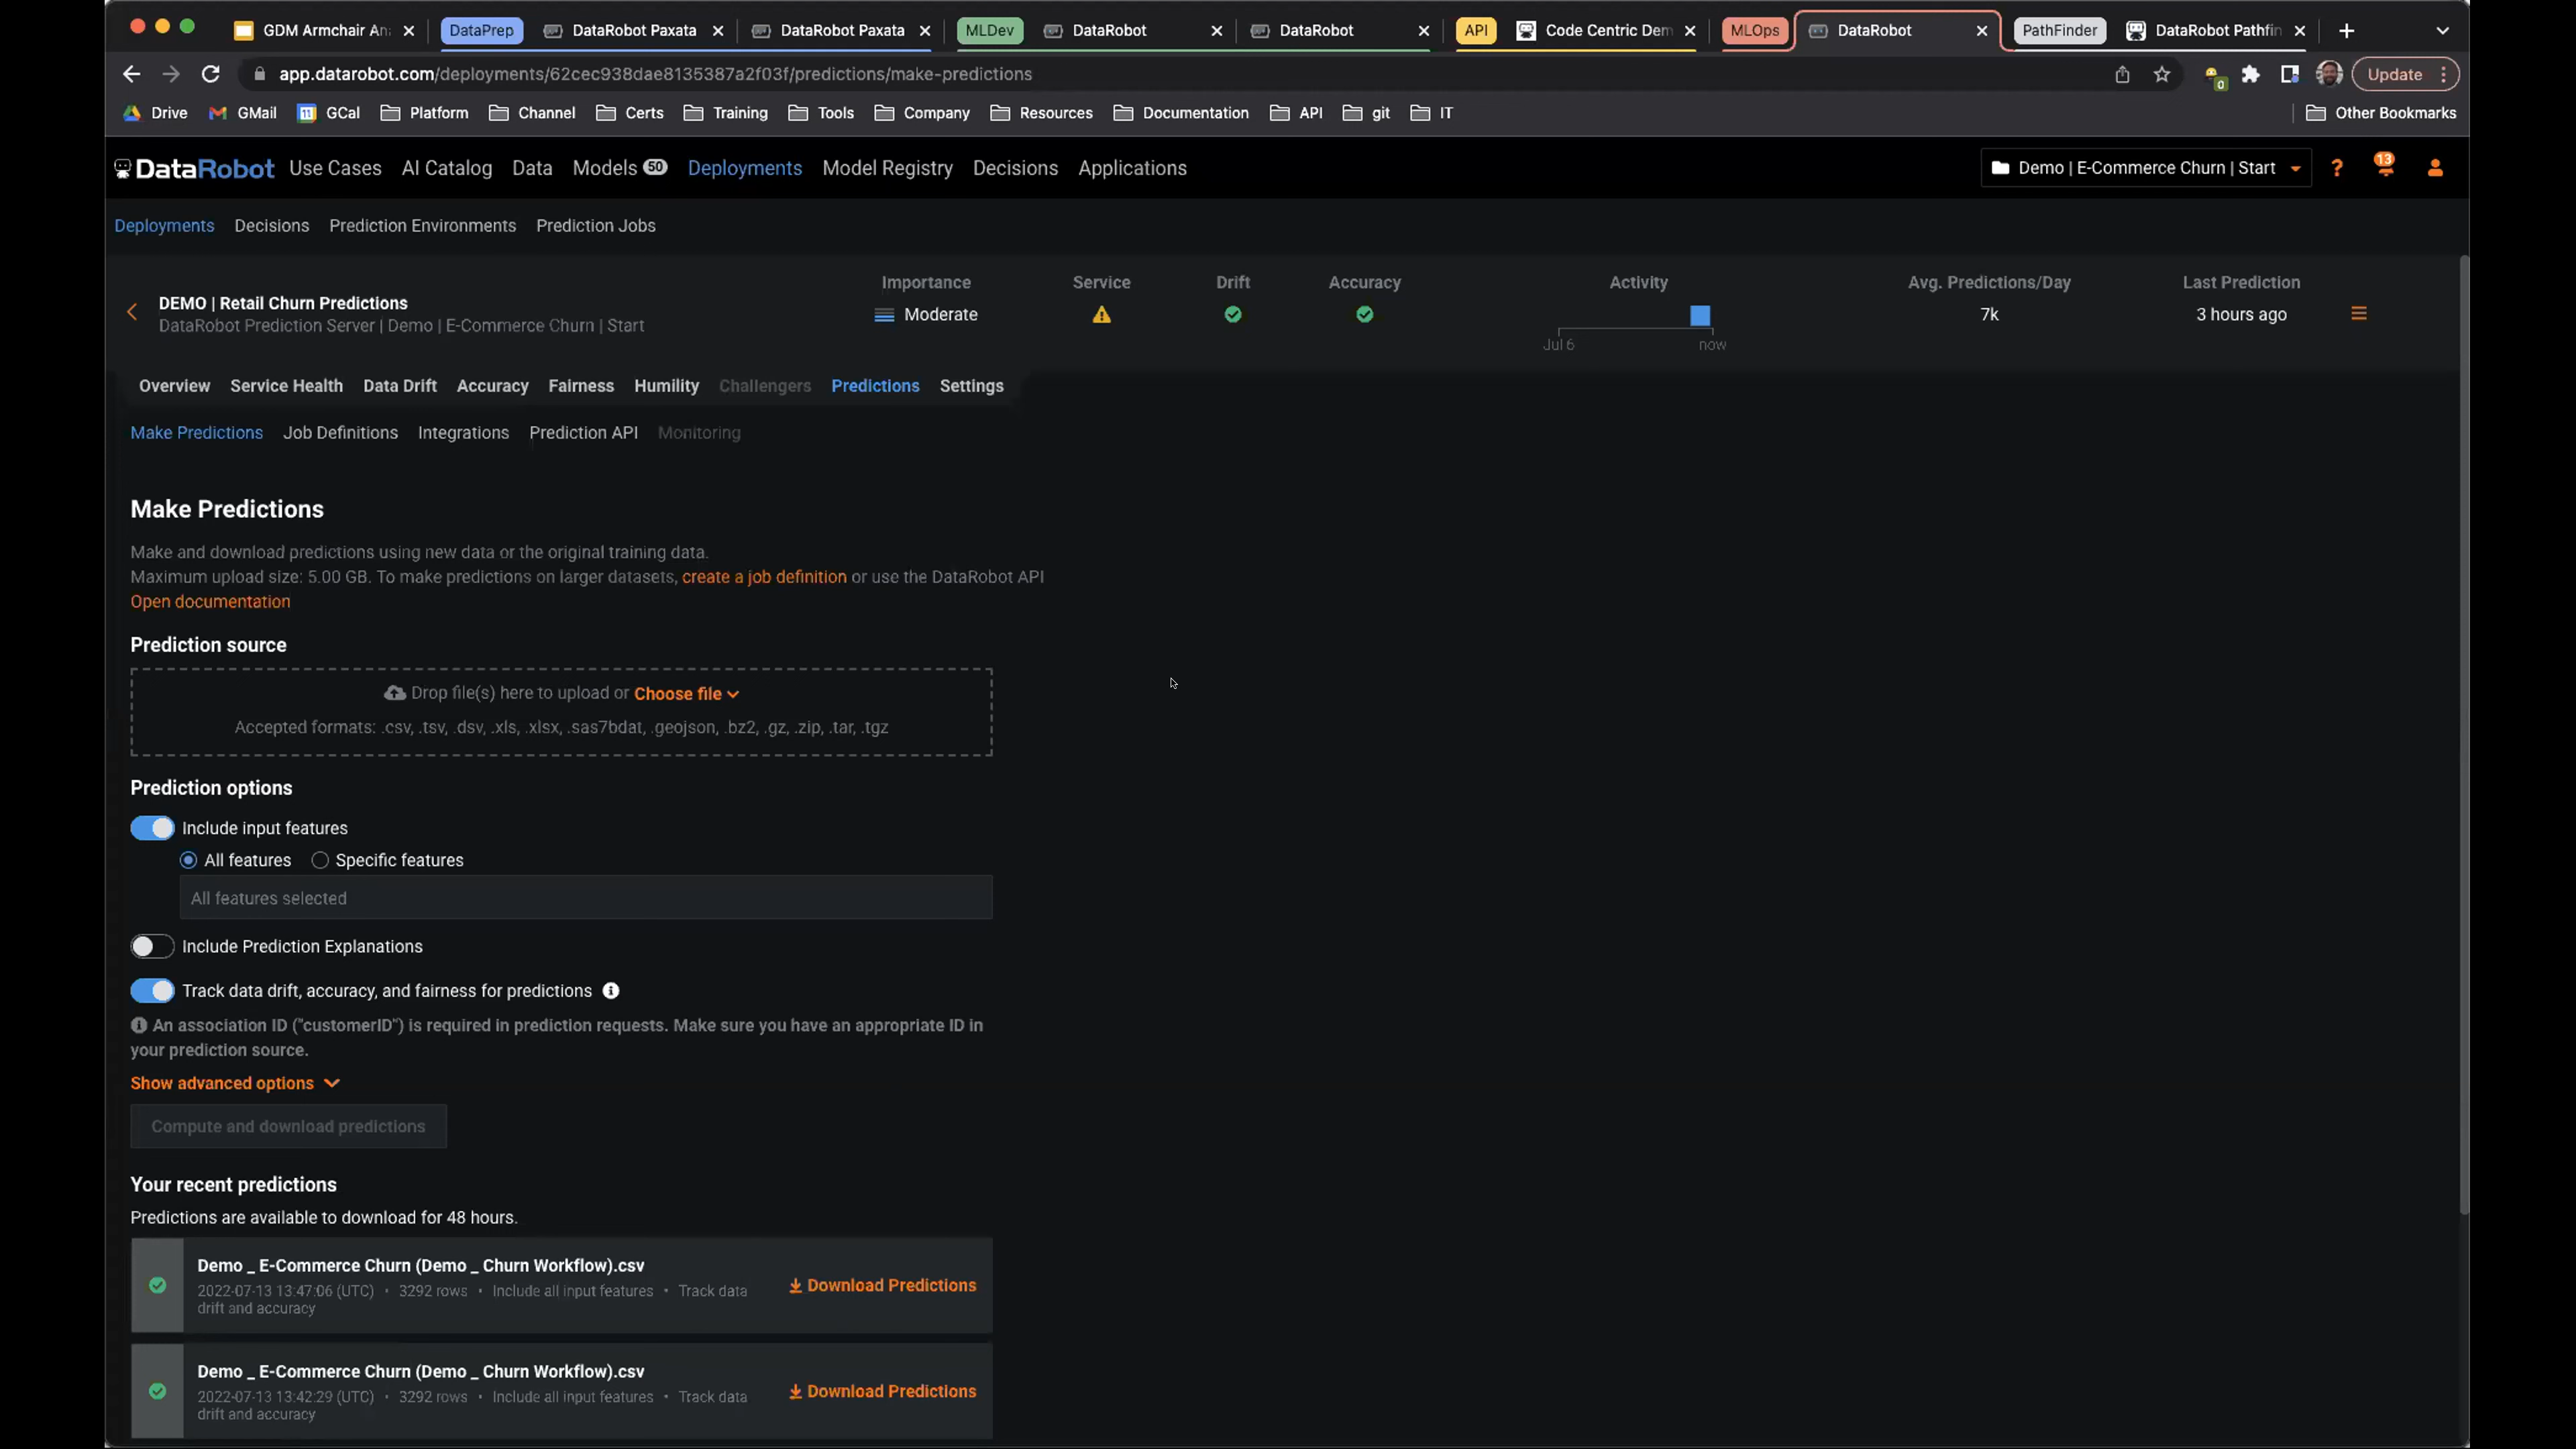 GDM Armchair An
DataPrep
DataRobot Paxata
DataRobot Paxata
MLDev
DataRobot
DataRobot
API
Code Centric Dem
MLOps
DataRobot
PathFinder
DataRobot Pathfin
app.datarobot.com/deployments/62cec938dae8135387a2f03f/predictions/make-predictions
0
Update
Drive
GMail
11
GCal
Platform
Channel
Certs
Training
Tools
Company
Resources
Documentation
API
git
IT
Other Bookmarks
DataRobot
Use Cases
AI Catalog
Data
Models 50
Deployments
Model Registry
Decisions
Applications
Demo | E-Commerce Churn | Start
?
13
Deployments
Decisions
Prediction Environments
Prediction Jobs
DEMO | Retail Churn Predictions
DataRobot Prediction Server | Demo | E-Commerce Churn | Start
Importance
Moderate
Service
Drift
Accuracy
Activity
Jul 6
now
Avg. Predictions/Day
7k
Last Prediction
3 hours ago
Overview
Service Health
Data Drift
Accuracy
Fairness
Humility
Challengers
Predictions
Settings
Make Predictions
Job Definitions
Integrations
Prediction API
Monitoring
Make Predictions
Make and download predictions using new data or the original training data.
Maximum upload size: 5.00 GB. To make predictions on larger datasets, create a job definition or use the DataRobot API
Open documentation
Prediction source
Drop file(s) here to upload or Choose file
Accepted formats: .csv, .tsv, .dsv, .xls, .xlsx, .sas7bdat, .geojson, .bz2, .gz, .zip, .tar, .tgz
Prediction options
Include input features
All features
Specific features
All features selected
Include Prediction Explanations
Track data drift, accuracy, and fairness for predictions
An association ID ("customerID") is required in prediction requests. Make sure you have an appropriate ID in
your prediction source.
Show advanced options
Compute and download predictions
Your recent predictions
Predictions are available to download for 48 hours.
Demo _ E-Commerce Churn (Demo _ Churn Workflow).csv
2022-07-13 13:47:06 (UTC) • 3292 rows • Include all input features • Track data
drift and accuracy
Download Predictions
Demo _ E-Commerce Churn (Demo _ Churn Workflow).csv
2022-07-13 13:42:29 (UTC) • 3292 rows • Include all input features • Track data
drift and accuracy
Download Predictions